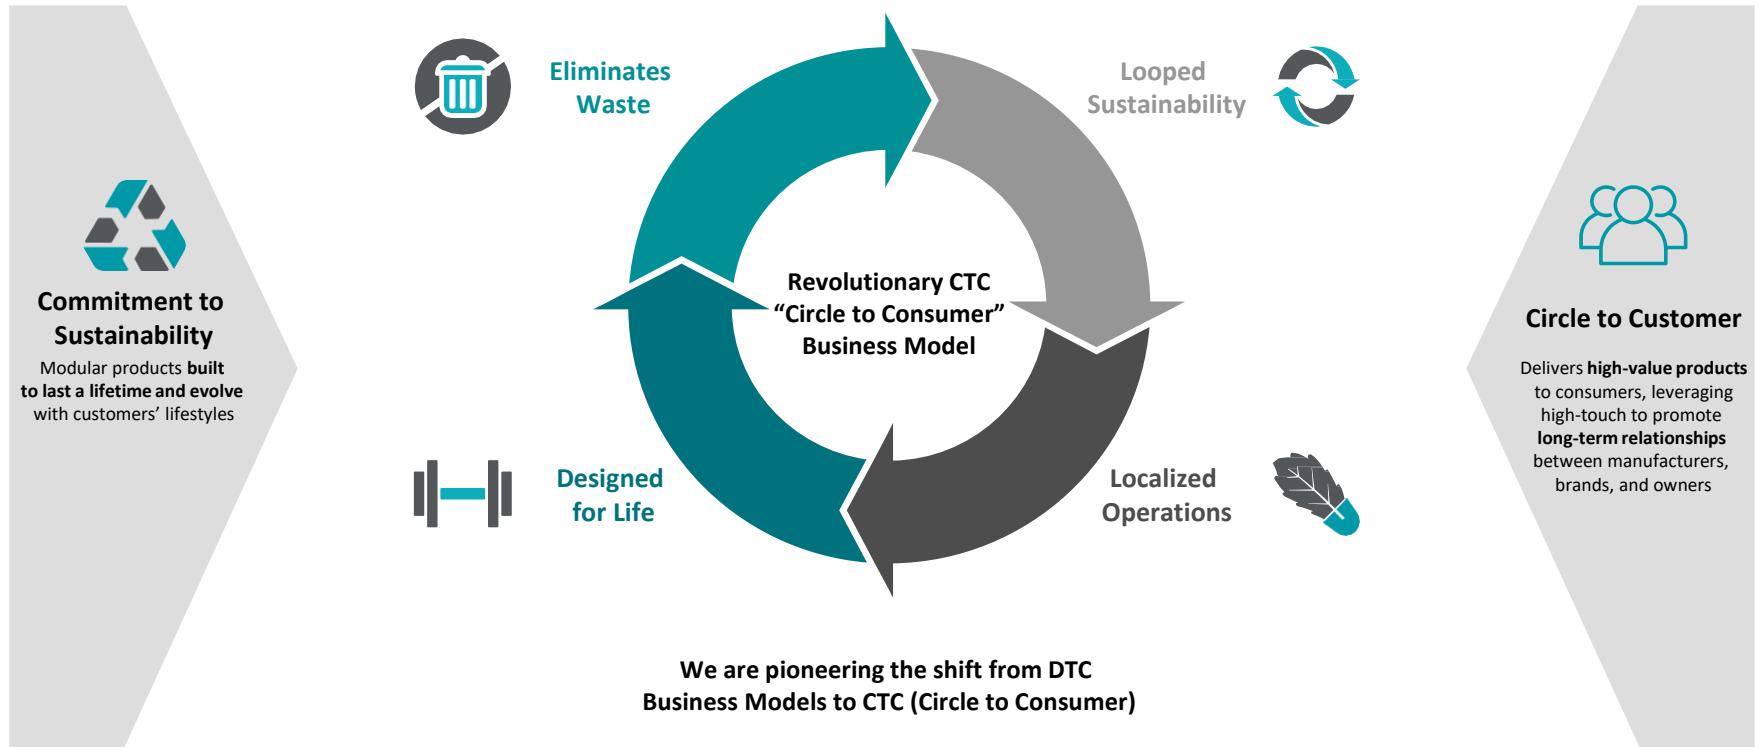 Eliminates
Waste
Looped
Sustainability
Commitment to
Sustainability
Modular products built
to last a lifetime and evolve
with customers’ lifestyles
Revolutionary CTC
“Circle to Consumer”
Business Model
Circle to Customer
Delivers high-value products
to consumers, leveraging
high-touch to promote
long-term relationships
between manufacturers,
brands, and owners
Designed
for Life
Localized
Operations
We are pioneering the shift from DTC
Business Models to CTC (Circle to Consumer)